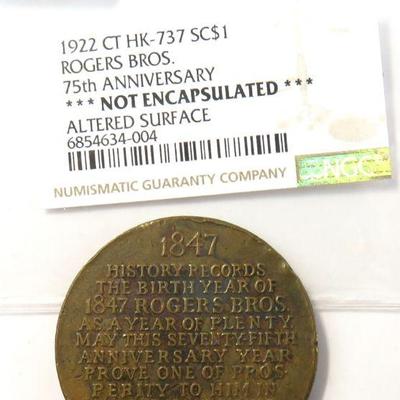 1922 CT HK-737 SC$1
ROGERS BROS.
75th ANNIVERSARY
*** NOT ENCAPSULATED ***
ALTERED SURFACE
6854634-004
NGC
NUMISMATIC GUARANTY COMPANY
1847
HISTORY RECORDS
THE BIRTH YEAR OF
1847 ROGERS BROS.
AS A YEAR OF PLENTY.
MAY THIS SEVENTY-FIFTH
ANNIVERSARY YEAR
PROVE ONE OF PROS-
PERITY TO HIM IN